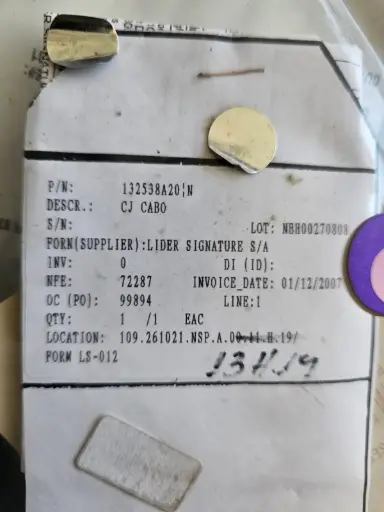 P/N: 132538A20¦N
DESCR.: CJ CABO
S/N: LOT: NBH00270808
FORN(SUPPLIER):LIDER SIGNATURE S/A
INV: 0 DI (ID):
NFE: 72287 INVOICE_DATE: 01/12/2007
OC (PO): 99894 LINE:1
QTY: 1 /1 EAC
LOCATION: 109.261021.NSP.A.00.11.H.19/
13H19
FORM LS-012